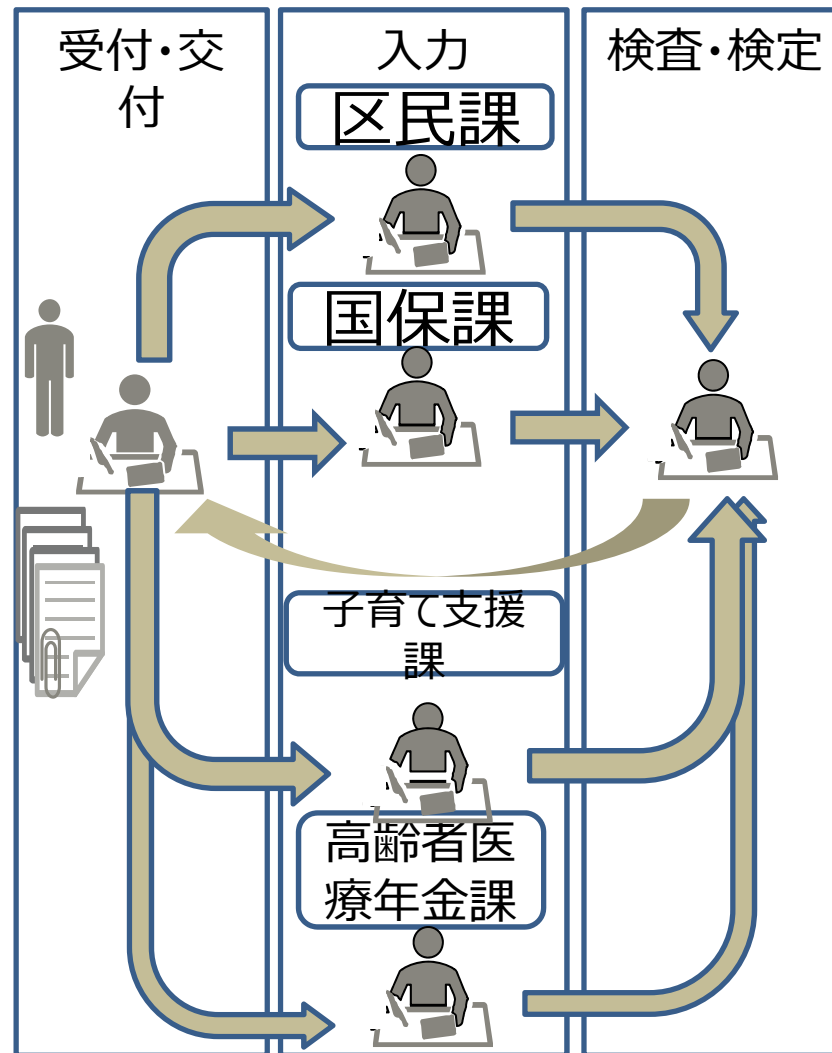 受付・交
付
入力
検査・検定
区民課
国保課
子育て支援
課
高齢者医
療年金課